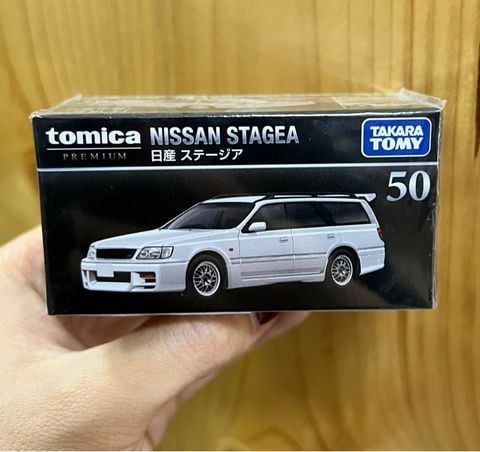 tomica NISSAN STAGEA
PREMIUM 日産 ステージア
TAKARA
TOMY
50